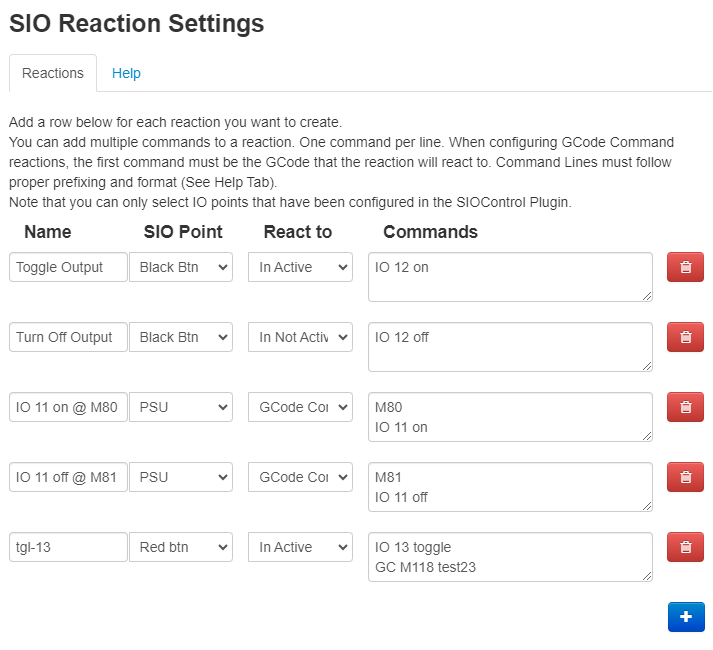 SIO Reaction Settings
Reactions Help
Add a row below for each reaction you want to create.
You can add multiple commands to a reaction. One command per line. When configuring GCode Command
reactions, the first command must be the GCode that the reaction will react to. Command Lines must follow
proper prefixing and format (See Help Tab).
Note that you can only select IO points that have been configured in the SIOControl Plugin.
Name SIO Point React to Commands
Toggle Output Black Btn In Active IO 12 on
Turn Off Output Black Btn In Not Activ IO 12 off
IO 11 on @ M80 PSU GCode Cor M80
IO 11 on
IO 11 off @ M81 PSU GCode Cor M81
IO 11 off
tgl-13 Red btn In Active IO 13 toggle
GC M118 test23